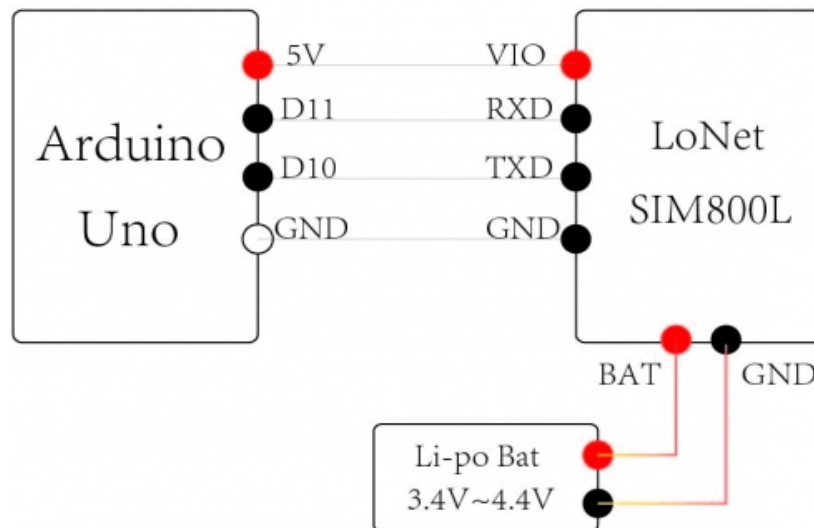 5V
VIO
D11
RXD
Arduino
Uno
LoNet
SIM800L
D10
TXD
GND
GND
BAT
GND
Li-po Bat
3.4V~4.4V